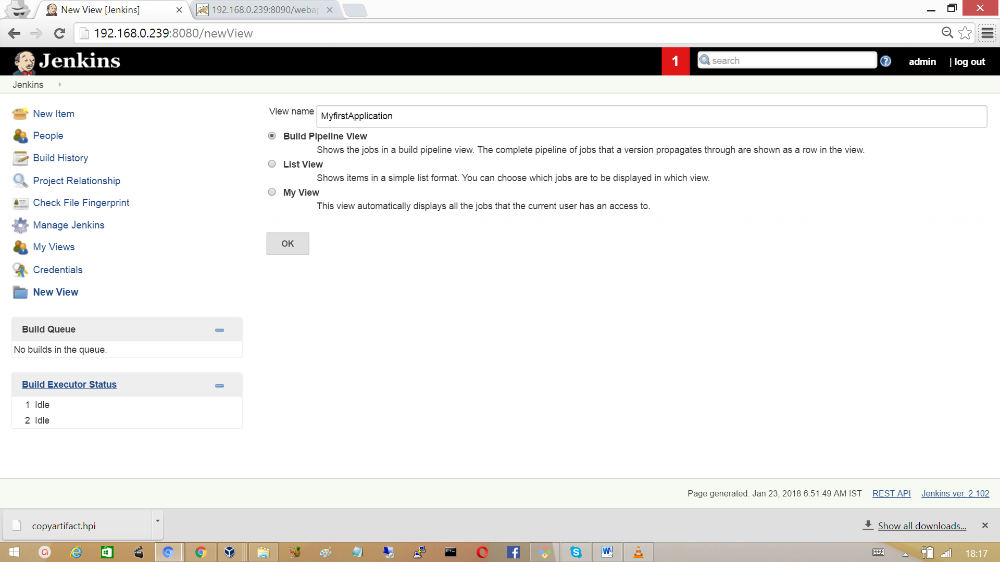 New View [Jenkins]
192.168.0.239:8090/weba
192.168.0.239:8080/newView
Jenkins
1
search
admin
| log out
Jenkins
New Item
People
Build History
Project Relationship
Check File Fingerprint
Manage Jenkins
My Views
Credentials
New View
View name
MyfirstApplication
Build Pipeline View
Shows the jobs in a build pipeline view. The complete pipeline of jobs that a version propagates through are shown as a row in the view.
List View
Shows items in a simple list format. You can choose which jobs are to be displayed in which view.
My View
This view automatically displays all the jobs that the current user has an access to.
OK
Build Queue
No builds in the queue.
Build Executor Status
1 Idle
2 Idle
Page generated: Jan 23, 2018 6:51:49 AM IST
REST API
Jenkins ver. 2.102
copyartifact.hpi
Show all downloads...
18:17